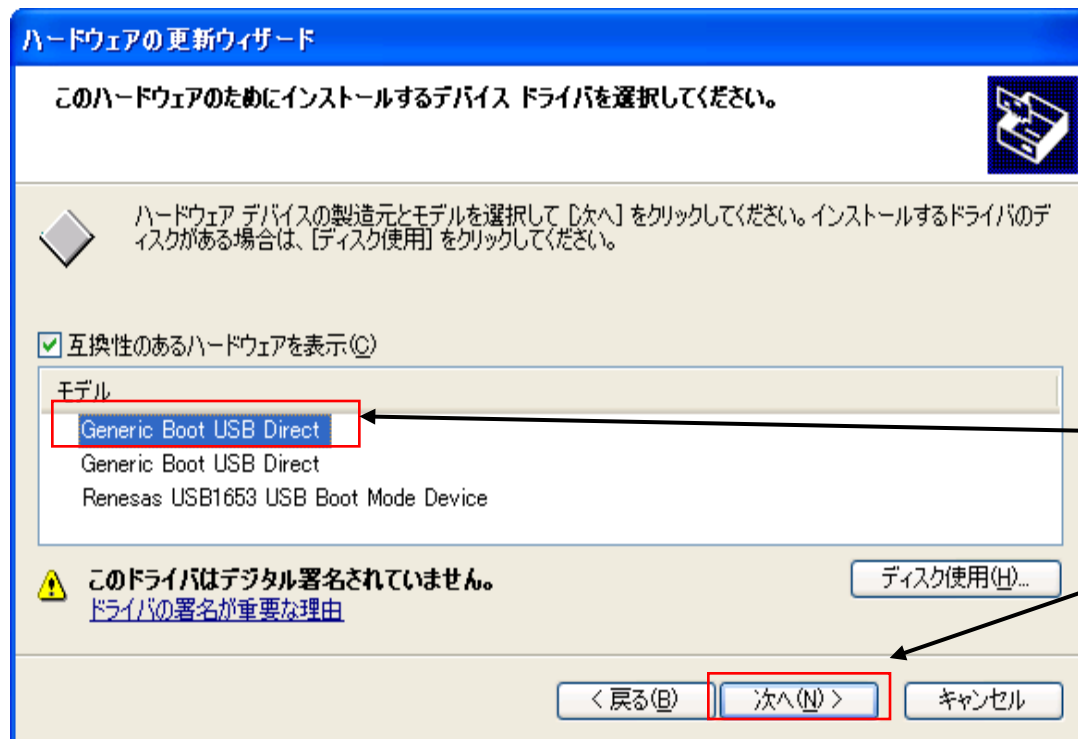 ハードウェアの更新ウィザード
このハードウェアのためにインストールするデバイス ドライバを選択してください。
ハードウェア デバイスの製造元とモデルを選択して [次へ] をクリックしてください。インストールするドライバのデ
ィスクがある場合は、[ディスク使用] をクリックしてください。
互換性のあるハードウェアを表示(C)
モデル
Generic Boot USB Direct
Generic Boot USB Direct
Renesas USB1653 USB Boot Mode Device
このドライバはデジタル署名されていません。
ディスク使用(H)...
ドライバの署名が重要な理由
< 戻る(B)
次へ(N) >
キャンセル